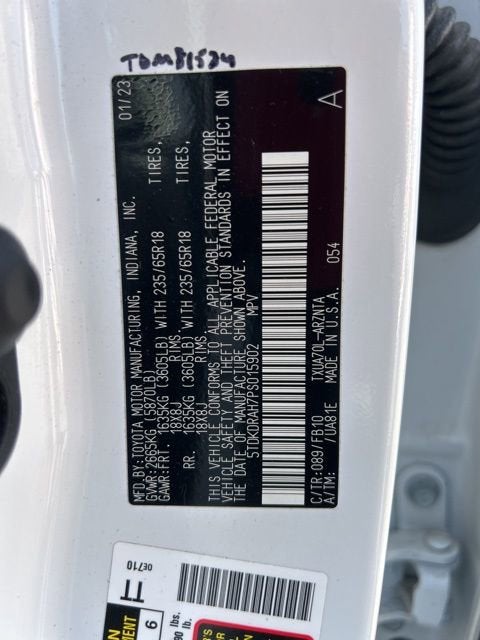 TDM81524
MFD.BY:TOYOTA MOTOR MANUFACTURING, INDIANA, INC. 01/23
GVWR:2665KG (5870LB)
GAWR:FRT. 1635KG (3605LB) WITH 235/65R18 TIRES,
18X8J RIMS
RR. 1635KG (3605LB) WITH 235/65R18 TIRES,
18X8J RIMS
THIS VEHICLE CONFORMS TO ALL APPLICABLE FEDERAL MOTOR
VEHICLE SAFETY AND THEFT PREVENTION STANDARDS IN EFFECT ON
THE DATE OF MANUFACTURE SHOWN ABOVE.
5TDKDRAH7PS015902 MPV
A
C/TR:089/FB10 TXUA70L-ARZNTA
A/TM: /UA81E MADE IN U.S.A. 054
0E710
6
90 lbs.